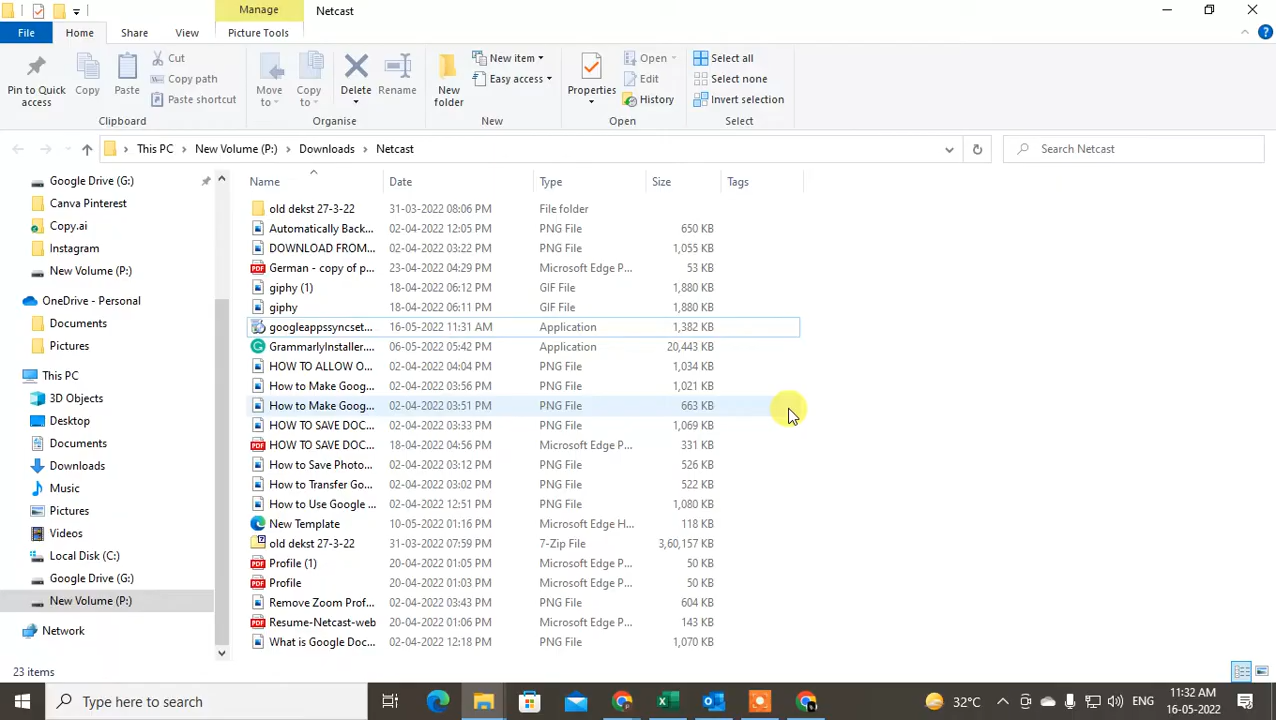 Manage
Netcast
File
Home
Share
View
Picture Tools
Pin to Quick access
Copy
Paste
Cut
Copy path
Paste shortcut
Clipboard
Move to
Copy to
Delete
Rename
Organise
New folder
New item
Easy access
New
Properties
Open
Edit
History
Open
Select all
Select none
Invert selection
Select
This PC > New Volume (P:) > Downloads > Netcast
Search Netcast
Google Drive (G:)
Canva Pinterest
Copy.ai
Instagram
New Volume (P:)
OneDrive - Personal
Documents
Pictures
This PC
3D Objects
Desktop
Documents
Downloads
Music
Pictures
Videos
Local Disk (C:)
Google Drive (G:)
New Volume (P:)
Network
Name Date Type Size Tags
old dekst 27-3-22 31-03-2022 08:06 PM File folder
Automatically Back... 02-04-2022 12:05 PM PNG File 650 KB
DOWNLOAD FROM... 02-04-2022 03:22 PM PNG File 1,055 KB
German - copy of p... 23-04-2022 04:29 PM Microsoft Edge P... 53 KB
giphy (1) 18-04-2022 06:12 PM GIF File 1,880 KB
giphy 18-04-2022 06:11 PM GIF File 1,880 KB
googleappssyncset... 16-05-2022 11:31 AM Application 1,382 KB
GrammarlyInstaller.... 06-05-2022 05:42 PM Application 20,443 KB
HOW TO ALLOW O... 02-04-2022 04:04 PM PNG File 1,034 KB
How to Make Goog... 02-04-2022 03:56 PM PNG File 1,021 KB
How to Make Goog... 02-04-2022 03:51 PM PNG File 663 KB
HOW TO SAVE DOC... 02-04-2022 03:33 PM PNG File 1,069 KB
HOW TO SAVE DOC... 18-04-2022 04:56 PM Microsoft Edge P... 331 KB
How to Save Photo... 02-04-2022 03:12 PM PNG File 526 KB
How to Transfer Go... 02-04-2022 03:02 PM PNG File 522 KB
How to Use Google ... 02-04-2022 12:51 PM PNG File 1,080 KB
New Template 10-05-2022 01:16 PM Microsoft Edge H... 118 KB
old dekst 27-3-22 31-03-2022 07:59 PM 7-Zip File 3,60,157 KB
Profile (1) 20-04-2022 01:05 PM Microsoft Edge P... 50 KB
Profile 20-04-2022 01:03 PM Microsoft Edge P... 50 KB
Remove Zoom Prof... 02-04-2022 03:43 PM PNG File 604 KB
Resume-Netcast-web 20-04-2022 01:06 PM Microsoft Edge P... 143 KB
What is Google Doc... 02-04-2022 12:18 PM PNG File 1,070 KB
23 items
Type here to search
32°C
ENG
11:32 AM
16-05-2022